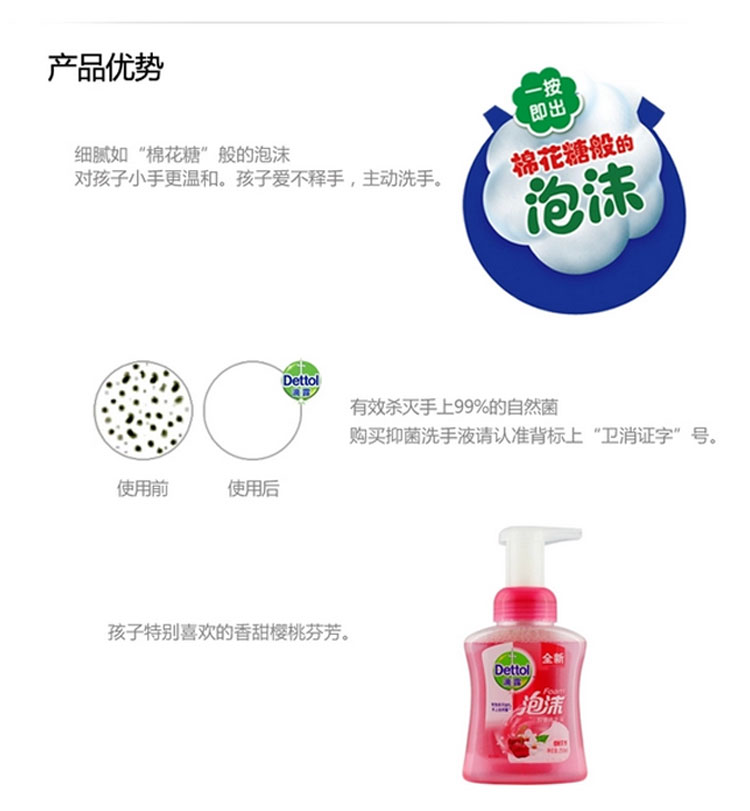 产品优势
一按
即出
棉花糖般的
泡沫
细腻如“棉花糖”般的泡沫
对孩子小手更温和。孩子爱不释手，主动洗手。
Dettol
滴露
有效杀灭手上99%的自然菌
购买抑菌洗手液请认准背标上“卫消证字”号。
使用前
使用后
孩子特别喜欢的香甜樱桃芬芳。
全新
Dettol
滴露
Foam
泡沫